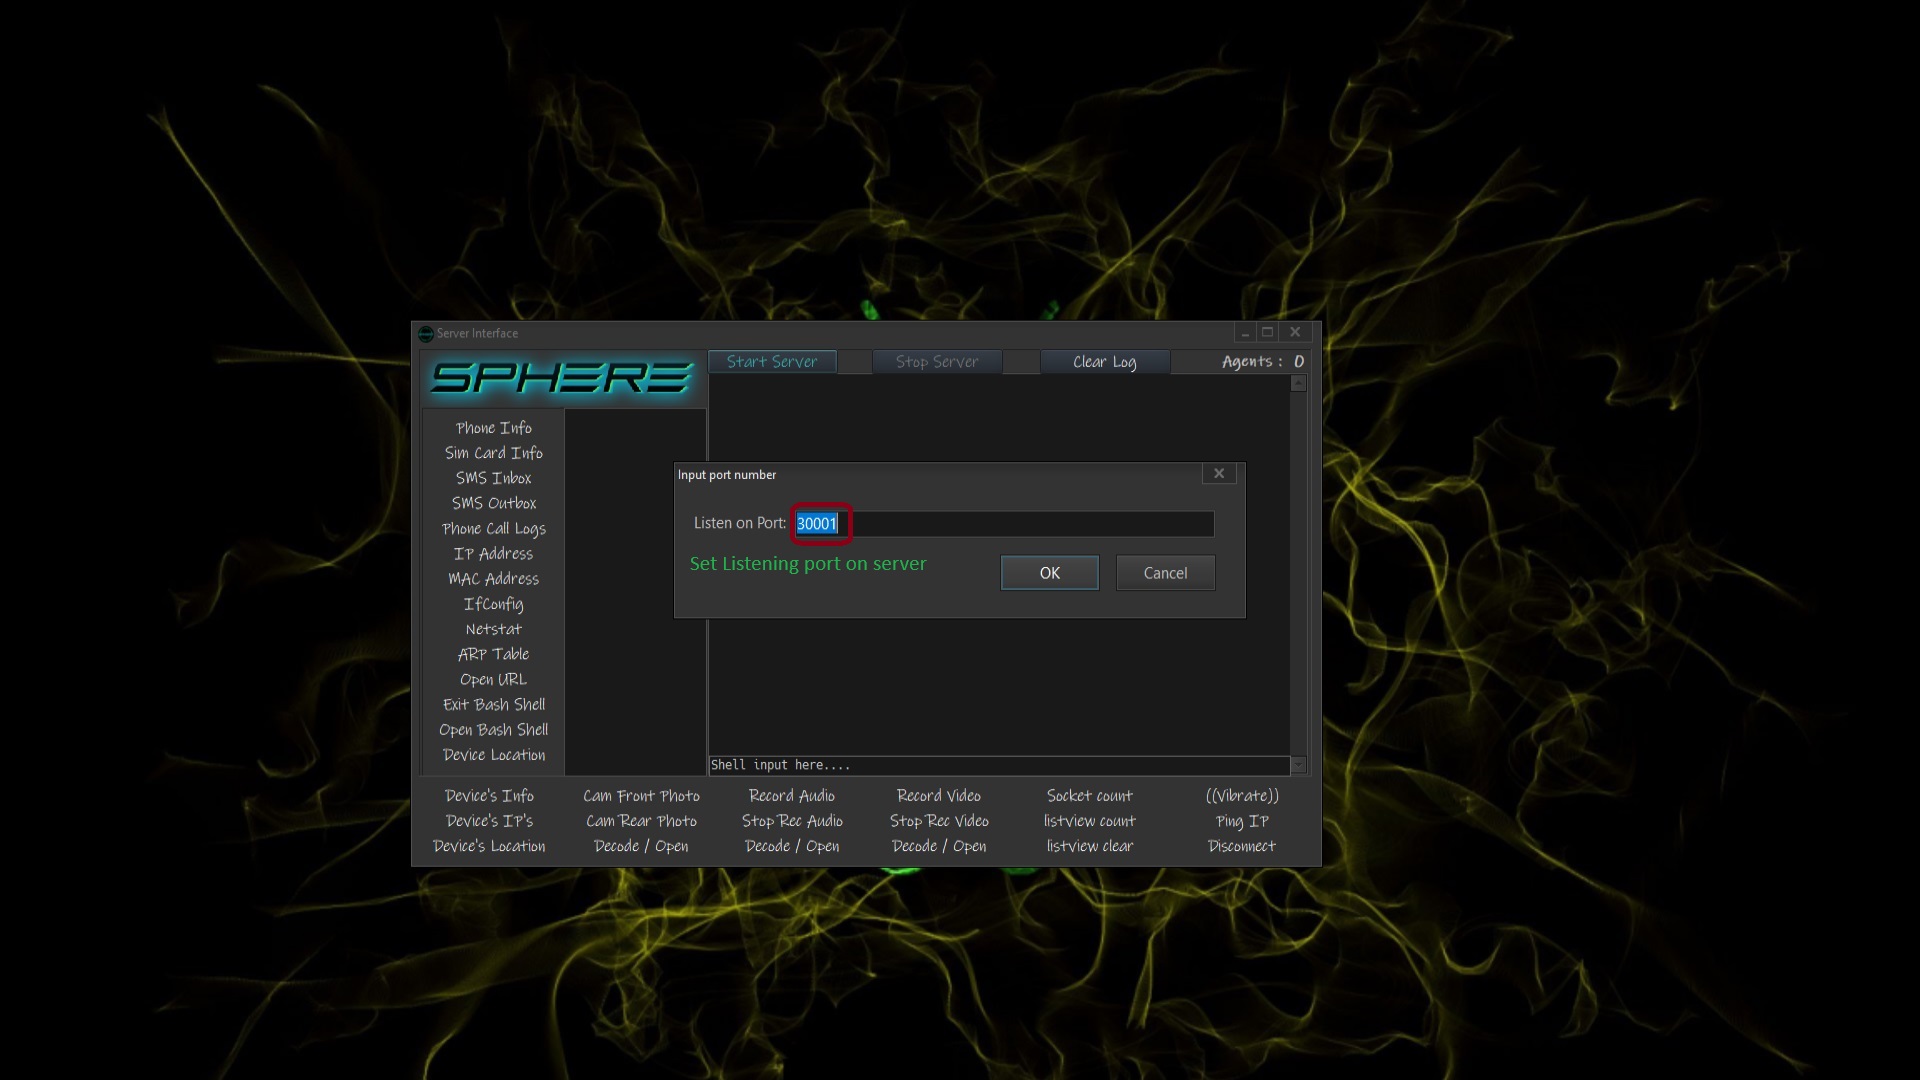 Server Interface
SPHERE
Start Server
Stop Server
Clear Log
Agents : 0
Phone Info
Sim Card Info
SMS Inbox
SMS Outbox
Phone Call Logs
IP Address
MAC Address
IfConfig
Netstat
ARP Table
Open URL
Exit Bash Shell
Open Bash Shell
Device Location
Input port number
Listen on Port: 30001
Set Listening port on server
OK
Cancel
Shell input here....
Device's Info
Cam Front Photo
Record Audio
Record Video
Socket count
((Vibrate))
Device's IP's
Cam Rear Photo
Stop Rec Audio
Stop Rec Video
listview count
Ping IP
Device's Location
Decode / Open
Decode / Open
Decode / Open
listview clear
Disconnect